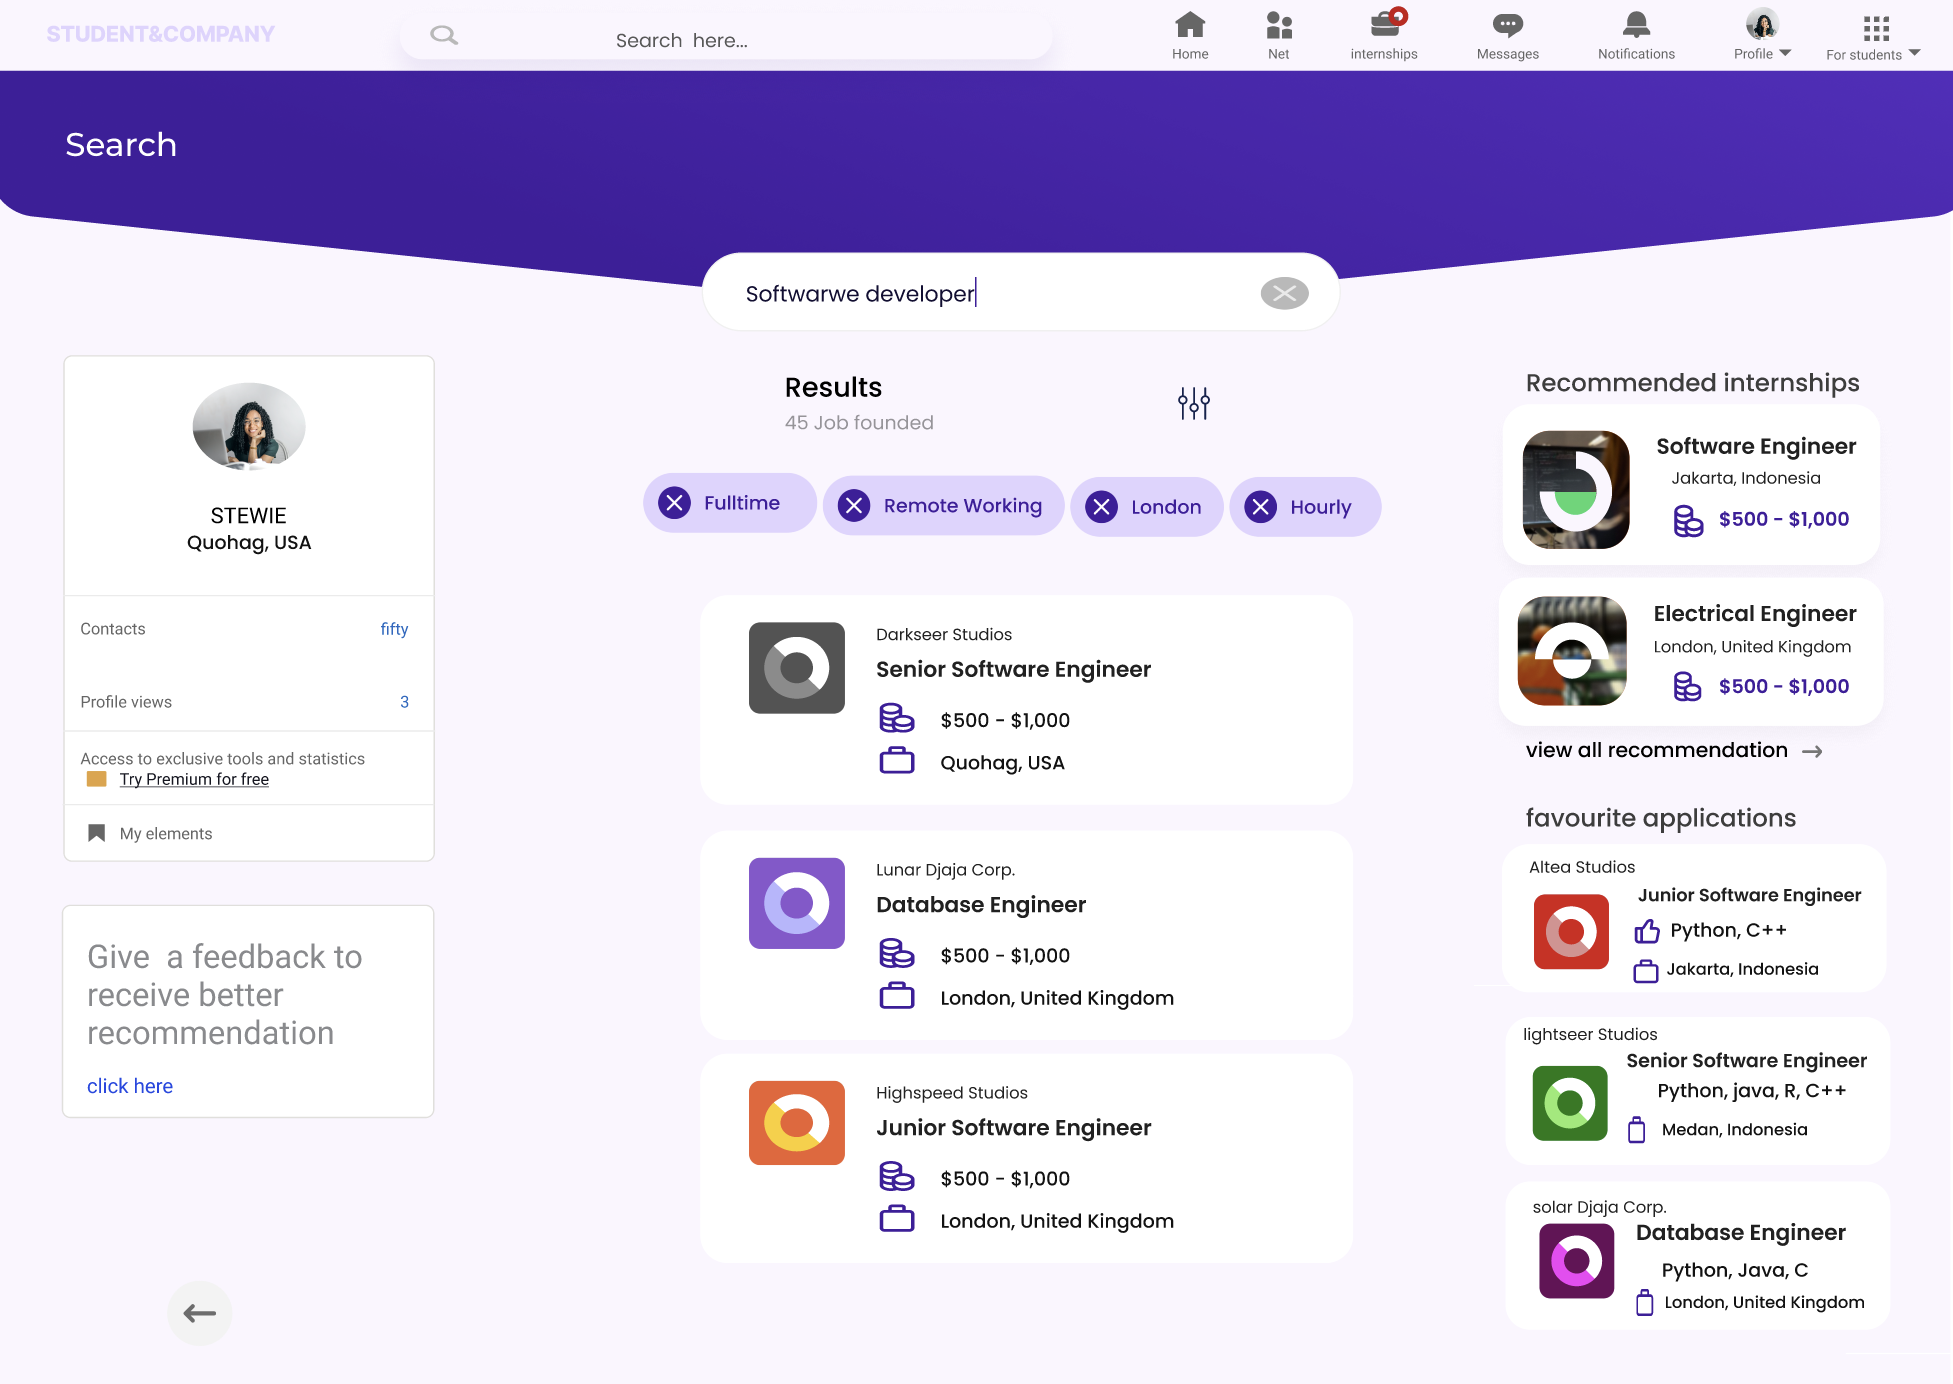 STUDENT&COMPANY
Search here...
Home
Net
internships
Messages
Notifications
Profile
For students
Search
Softwarwe developer
STEWIE
Quohag, USA
Contacts
fifty
Profile views
3
Access to exclusive tools and statistics
Try Premium for free
My elements
Give a feedback to
receive better
recommendation
click here
Results
45 Job founded
Fulltime
Remote Working
London
Hourly
Darkseer Studios
Senior Software Engineer
$500 - $1,000
Quohag, USA
Lunar Djaja Corp.
Database Engineer
$500 - $1,000
London, United Kingdom
Highspeed Studios
Junior Software Engineer
$500 - $1,000
London, United Kingdom
Recommended internships
Software Engineer
Jakarta, Indonesia
$500 - $1,000
Electrical Engineer
London, United Kingdom
$500 - $1,000
view all recommendation
favourite applications
Altea Studios
Junior Software Engineer
Python, C++
Jakarta, Indonesia
lightseer Studios
Senior Software Engineer
Python, java, R, C++
Medan, Indonesia
solar Djaja Corp.
Database Engineer
Python, Java, C
London, United Kingdom